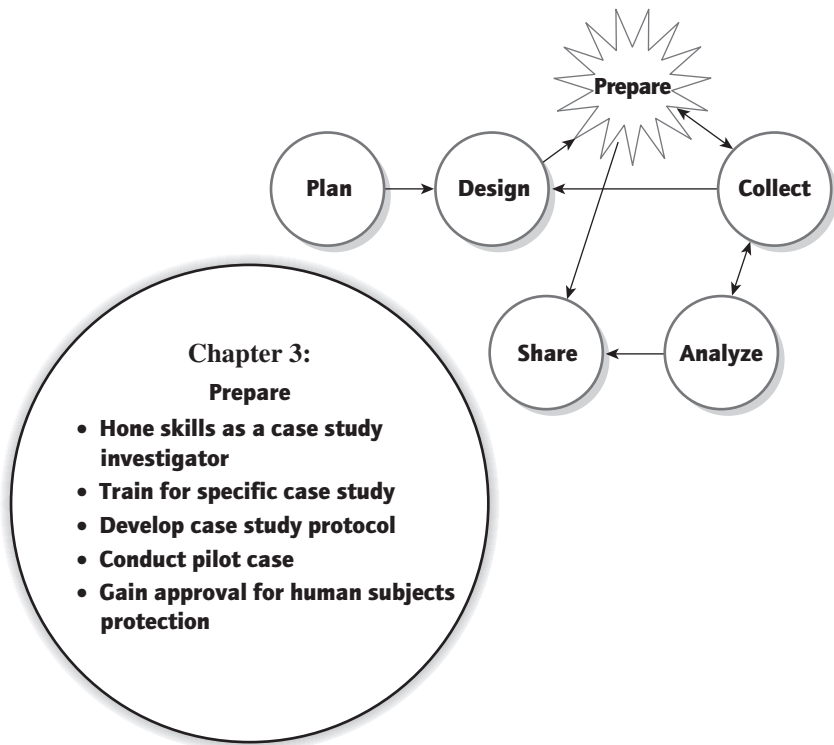 Prepare
Plan
Design
Collect
Share
Analyze
Chapter 3:
Prepare
• Hone skills as a case study
investigator
• Train for specific case study
• Develop case study protocol
• Conduct pilot case
• Gain approval for human subjects
protection